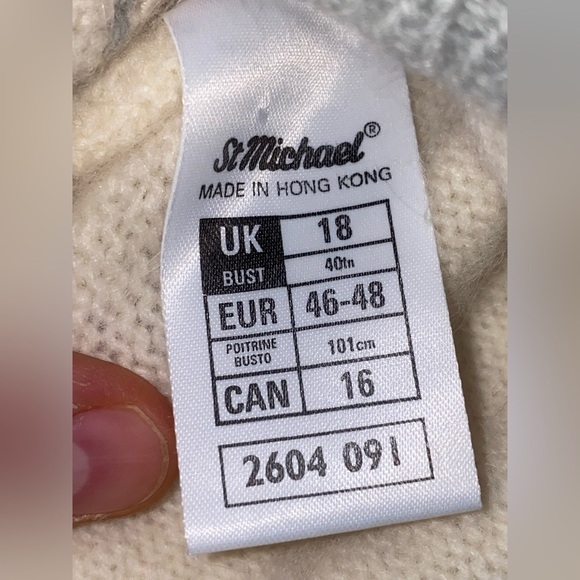 St Michael®
MADE IN HONG KONG
UK 18
BUST 40in
EUR 46-48
POITRINE
BUSTO 101cm
CAN 16
2604 091